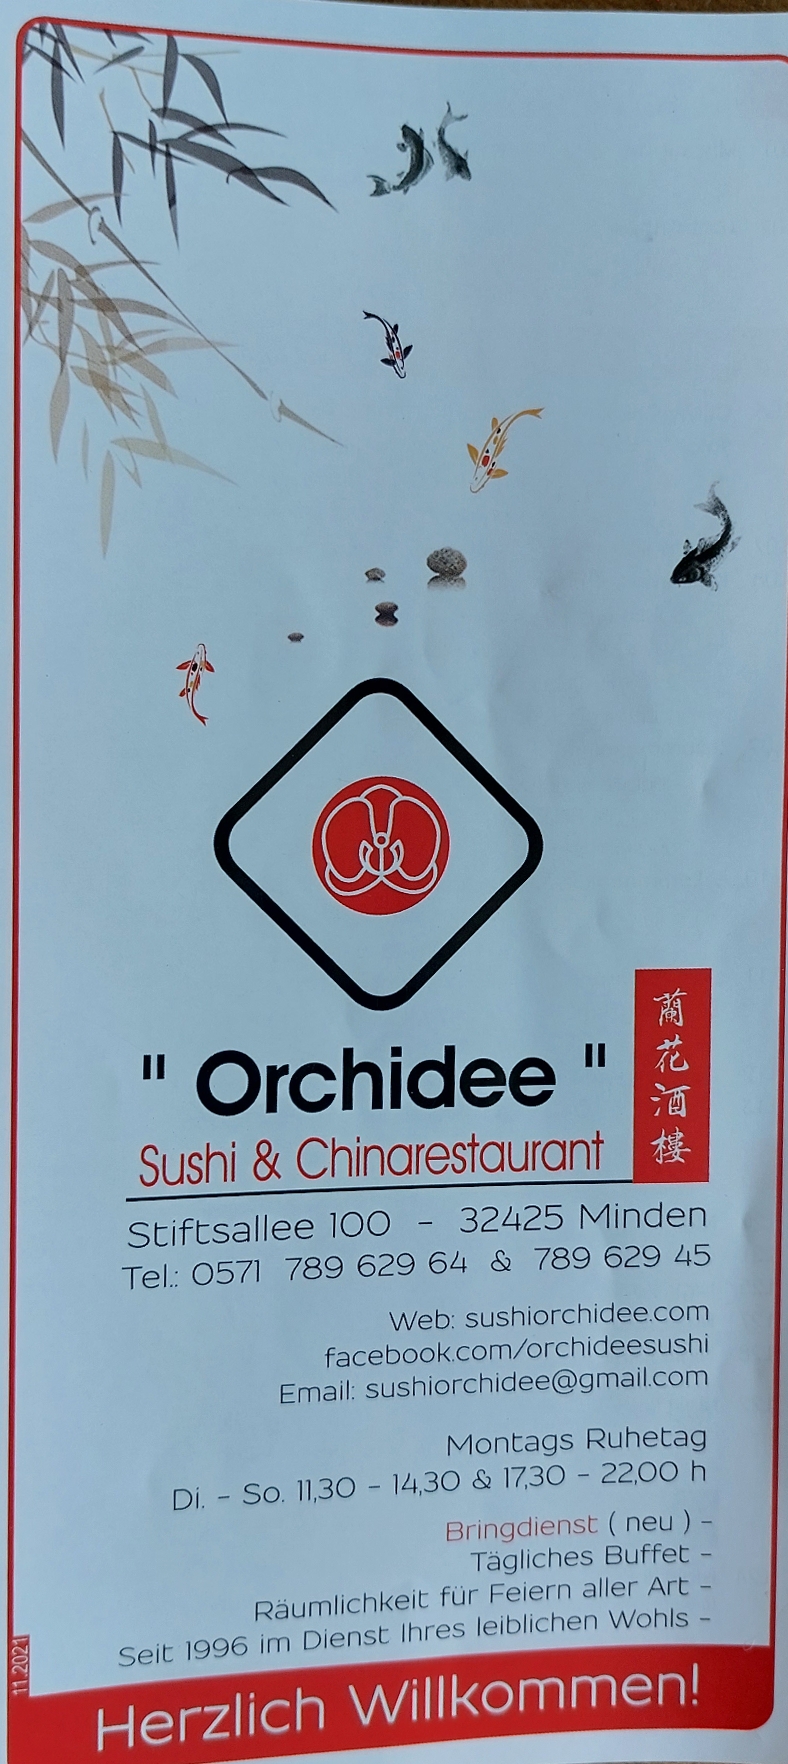 " Orchidee "
蘭花酒樓
Sushi & Chinarestaurant
Stiftsallee 100 - 32425 Minden
Tel.: 0571 789 629 64 & 789 629 45
Web: sushiorchidee.com
facebook.com/orchideesushi
Email: sushiorchidee@gmail.com
Montags Ruhetag
Di. - So. 11,30 - 14,30 & 17,30 - 22,00 h
Bringdienst ( neu ) -
Tägliches Buffet -
Räumlichkeit für Feiern aller Art -
Seit 1996 im Dienst Ihres leiblichen Wohls -
11.2021
Herzlich Willkommen!